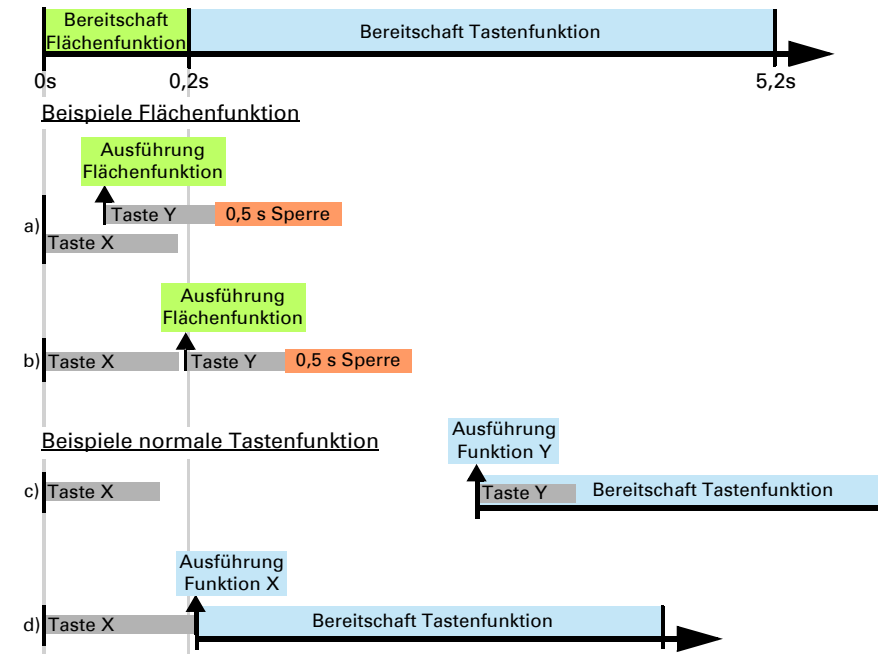 Bereitschaft
Flächenfunktion
Bereitschaft Tastenfunktion
0s
0,2s
5,2s
Beispiele Flächenfunktion
Ausführung
Flächenfunktion
a)
Taste Y
0,5 s Sperre
Taste X
Ausführung
Flächenfunktion
b)
Taste X
Taste Y
0,5 s Sperre
Beispiele normale Tastenfunktion
Ausführung
Funktion Y
c)
Taste X
Taste Y
Bereitschaft Tastenfunktion
Ausführung
Funktion X
d)
Taste X
Bereitschaft Tastenfunktion